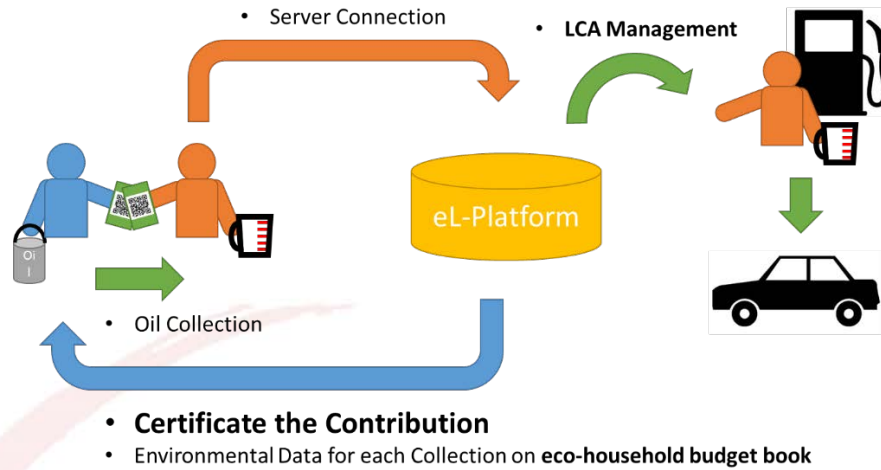 • Server Connection
• LCA Management
eL-Platform
Oi
l
• Oil Collection
• Certificate the Contribution
• Environmental Data for each Collection on eco-household budget book